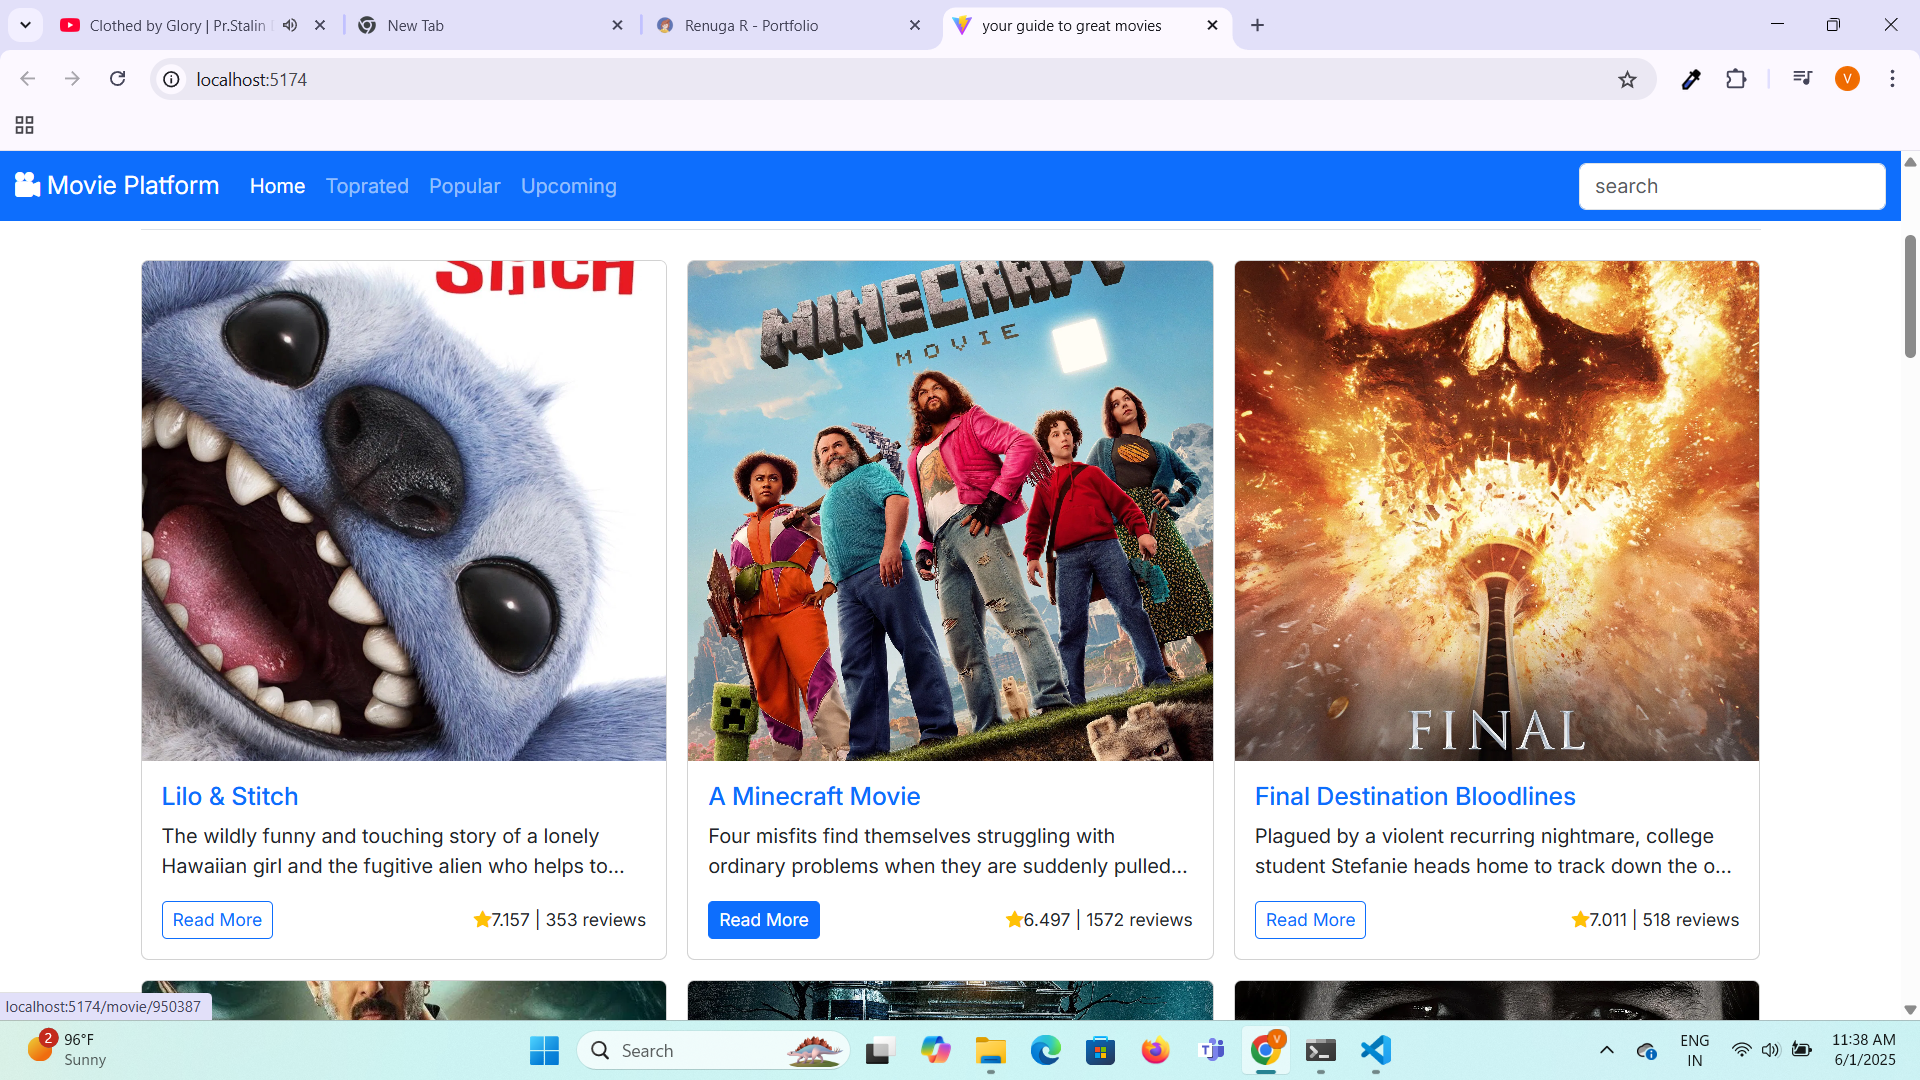 Clothed by Glory | Pr.Stalin
New Tab
Renuga R - Portfolio
your guide to great movies
localhost:5174
V
Movie Platform
Home
Toprated
Popular
Upcoming
search
STITCH
MINECRAFT
MOVIE
FINAL
Lilo & Stitch
The wildly funny and touching story of a lonely
Hawaiian girl and the fugitive alien who helps to...
Read More
7.157 | 353 reviews
A Minecraft Movie
Four misfits find themselves struggling with
ordinary problems when they are suddenly pulled...
Read More
6.497 | 1572 reviews
Final Destination Bloodlines
Plagued by a violent recurring nightmare, college
student Stefanie heads home to track down the o...
Read More
7.011 | 518 reviews
localhost:5174/movie/950387
2
96°F
Sunny
Search
V
ENG
IN
11:38 AM
6/1/2025